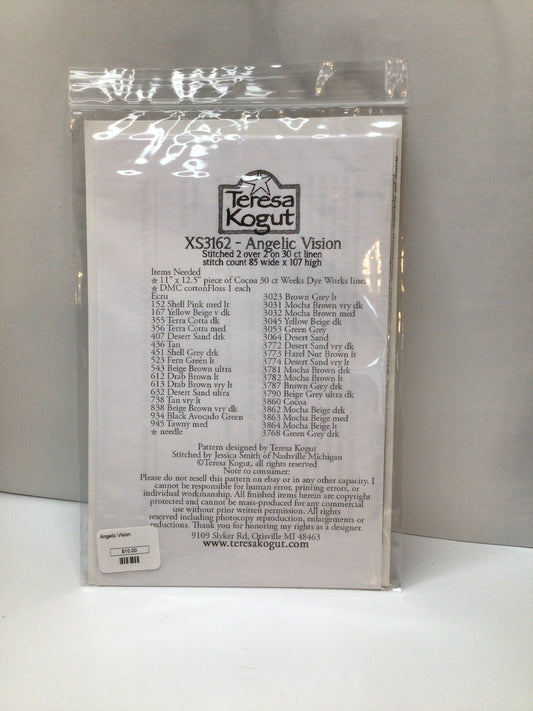 Teresa
Kogut
XS3162 - Angelic Vision
Stitched 2 over 2 on 30 ct linen
stitch count 85 wide x 107 high
Items Needed
★ 11" x 12.5" piece of Cocoa 30 ct Weeks Dye Works linen
★ DMC cottonFloss 1 each
Ecru
152 Shell Pink med lt
167 Yellow Beige v dk
355 Terra Cotta dk
356 Terra Cotta med
407 Desert Sand drk
436 Tan
451 Shell Grey drk
523 Fern Green lt
543 Beige Brown ultra
612 Drab Brown lt
613 Drab Brown vry lt
632 Desert Sand ultra
738 Tan vry lt
838 Beige Brown vry dk
934 Black Avocado Green
945 Tawny med
★ needle
3023 Brown Grey lt
3031 Mocha Brown vry dk
3032 Mocha Brown med
3045 Yellow Beige dk
3053 Green Grey
3064 Desert Sand
3772 Desert Sand vry dk
3773 Hazel Nut Brown lt
3774 Desert Sand vry lt
3781 Mocha Brown drk
3782 Mocha Brown lt
3787 Brown Grey drk
3790 Beige Grey ultra dk
3860 Cocoa
3862 Mocha Beige drk
3863 Mocha Beige med
3864 Mocha Beige lt
3768 Green Grey drk
Pattern designed by Teresa Kogut
Stitched by Jessica Smith of Nashville Michigan
©Teresa Kogut, all rights reserved
Note to consumer:
Please do not resell this pattern on ebay or in any other capacity. I
cannot be responsible for human error, printing errors, or
individual workmanship. All finished items herein are copyright
protected and cannot be mass-produced for any commercial
use without prior written permission. All rights
reserved including photocopy reproduction, enlargements or
reductions. Thank you for honoring my rights as a designer.
9109 Slyker Rd, Otisville MI 48463
www.teresakogut.com
Angelic Vision
$10.00